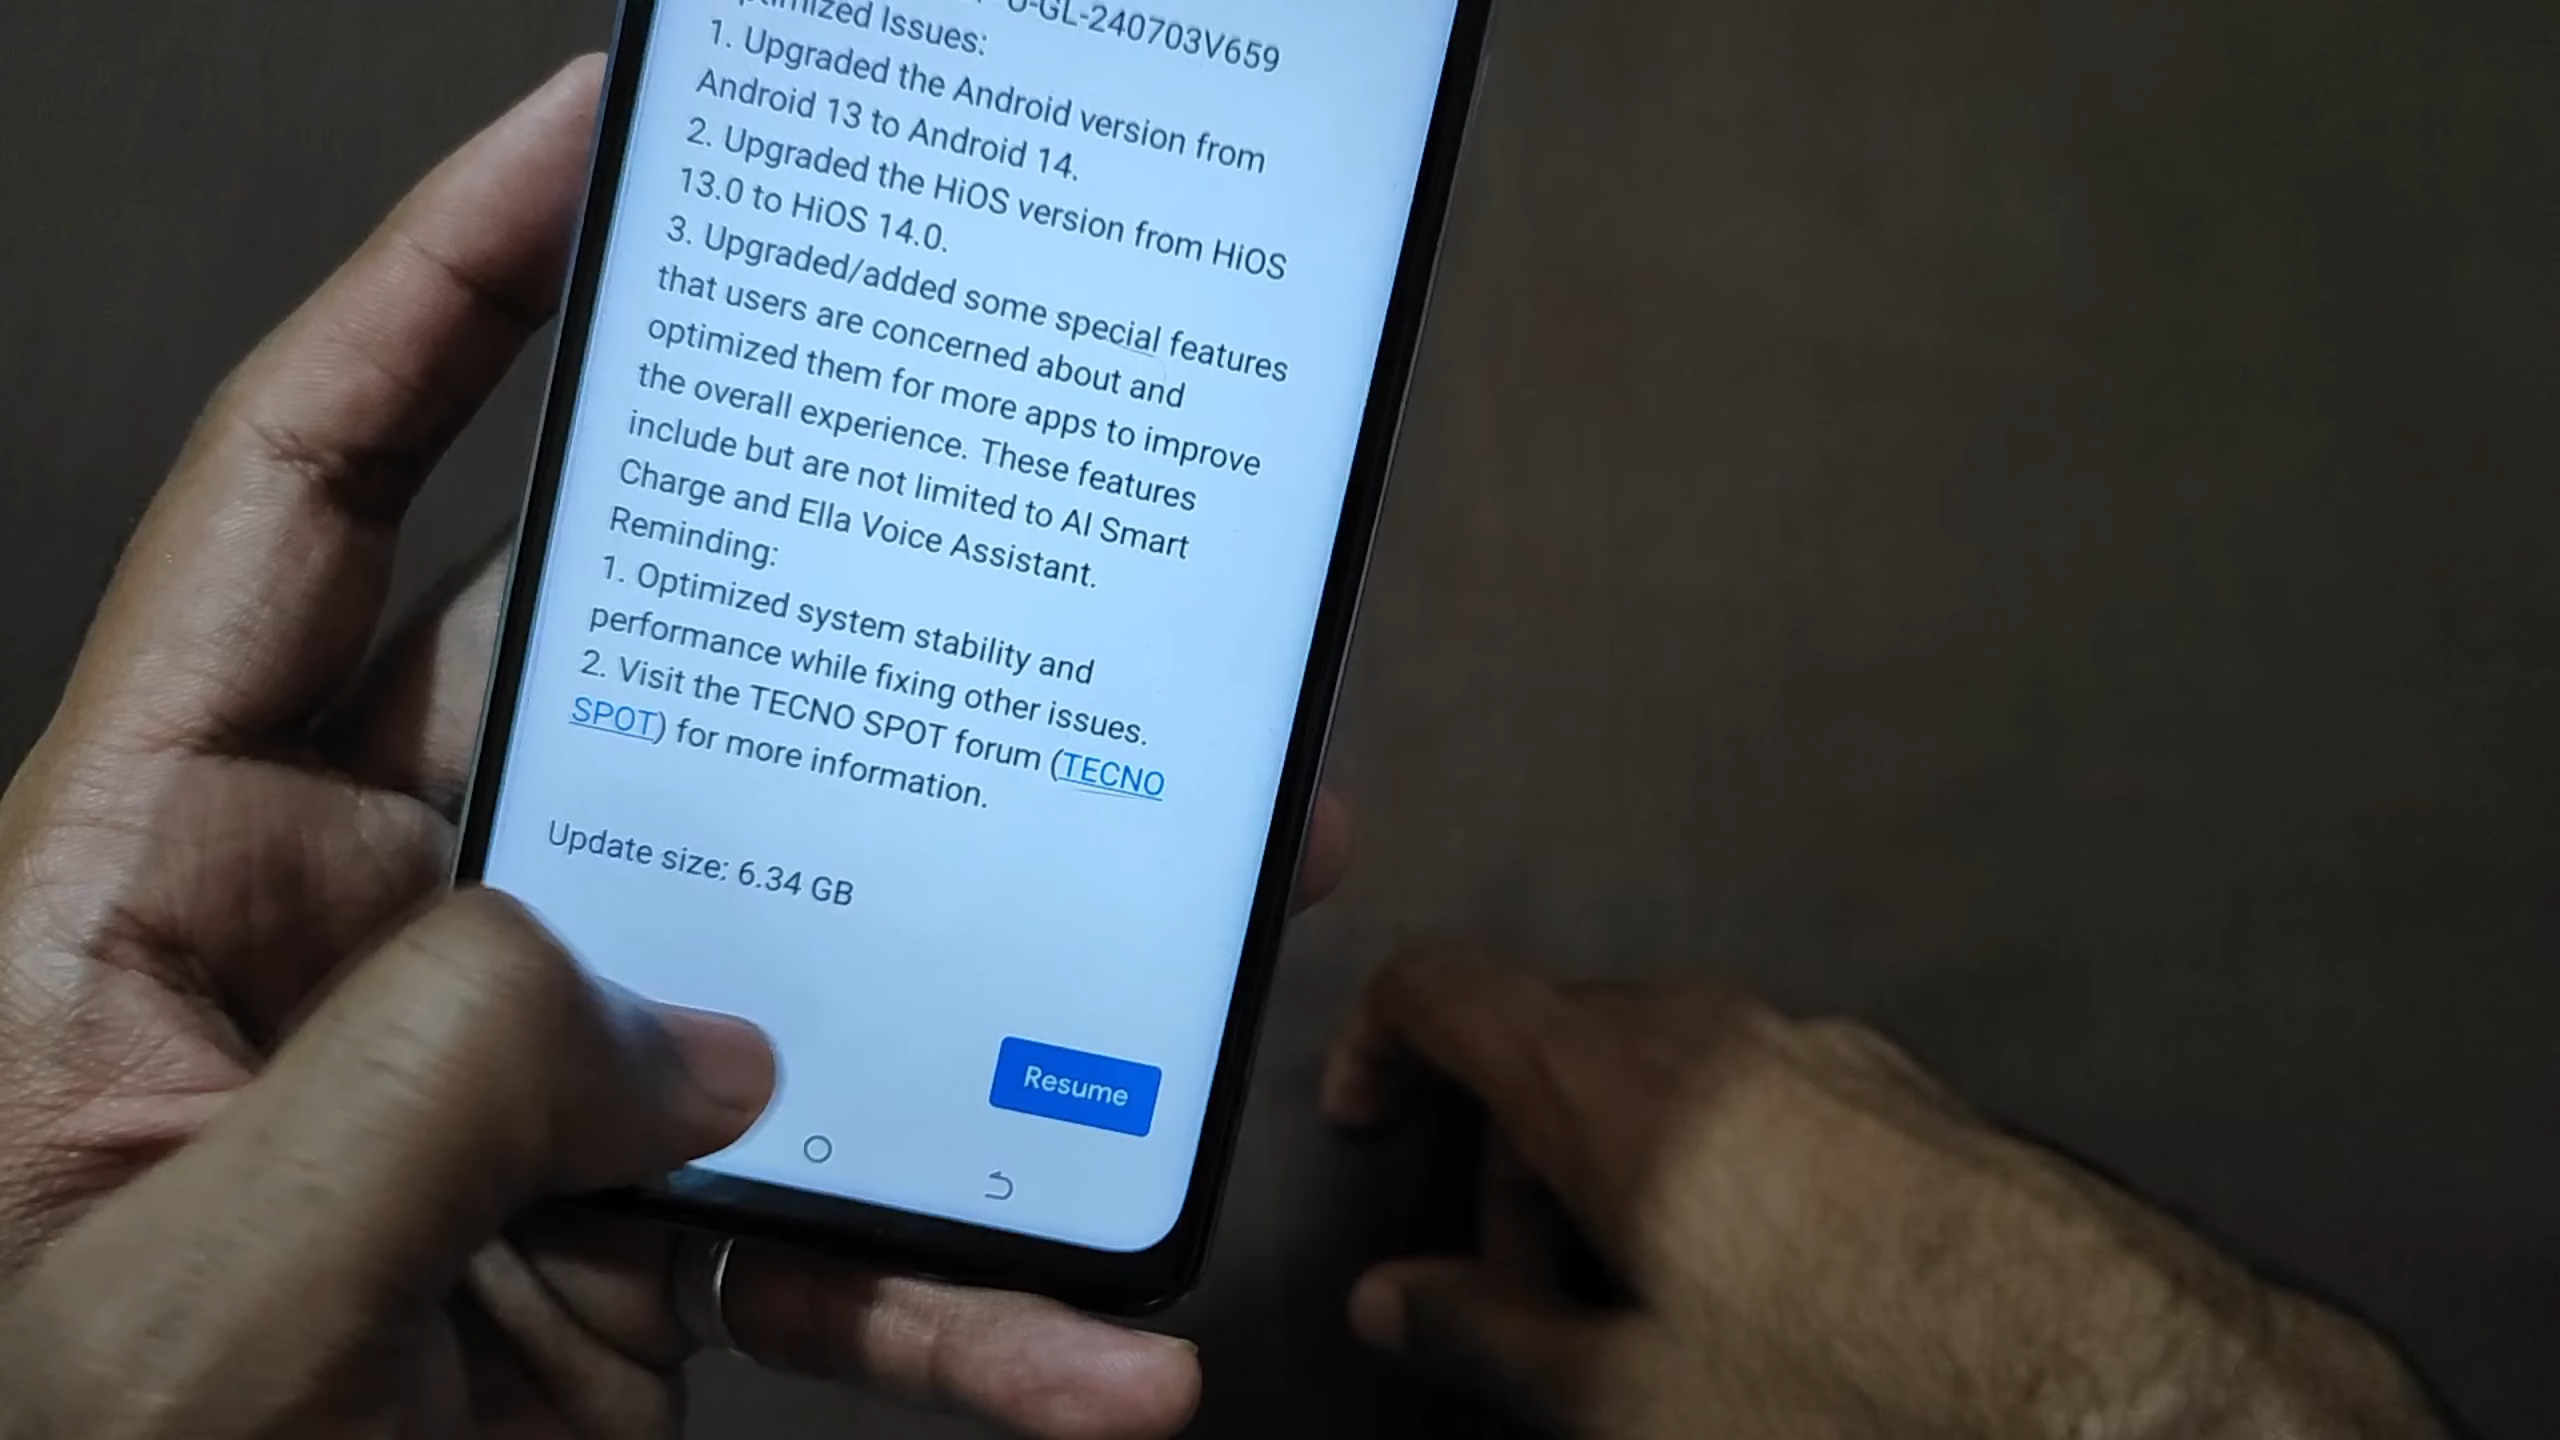 U-GL-240703V659
Optimized Issues:
1. Upgraded the Android version from
Android 13 to Android 14.
2. Upgraded the HiOS version from HiOS
13.0 to HiOS 14.0.
3. Upgraded/added some special features
that users are concerned about and
optimized them for more apps to improve
the overall experience. These features
include but are not limited to AI Smart
Charge and Ella Voice Assistant.
Reminding:
1. Optimized system stability and
performance while fixing other issues.
2. Visit the TECNO SPOT forum (TECNO
SPOT) for more information.
Update size: 6.34 GB
Resume